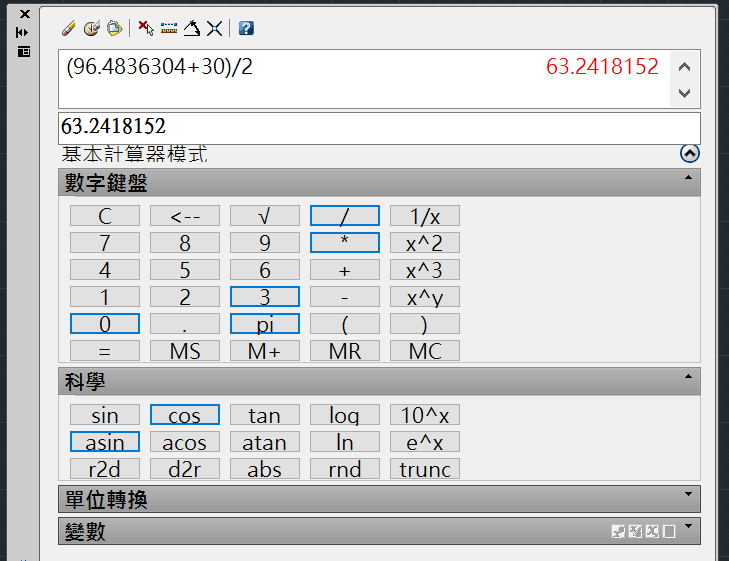 (96.4836304+30)/2 63.2418152
63.2418152
基本計算器模式
數字鍵盤
C <-- √ / 1/x
7 8 9 * x^2
4 5 6 + x^3
1 2 3 - x^y
0 . pi ( )
= MS M+ MR MC
科學
sin cos tan log 10^x
asin acos atan ln e^x
r2d d2r abs rnd trunc
單位轉換
變數